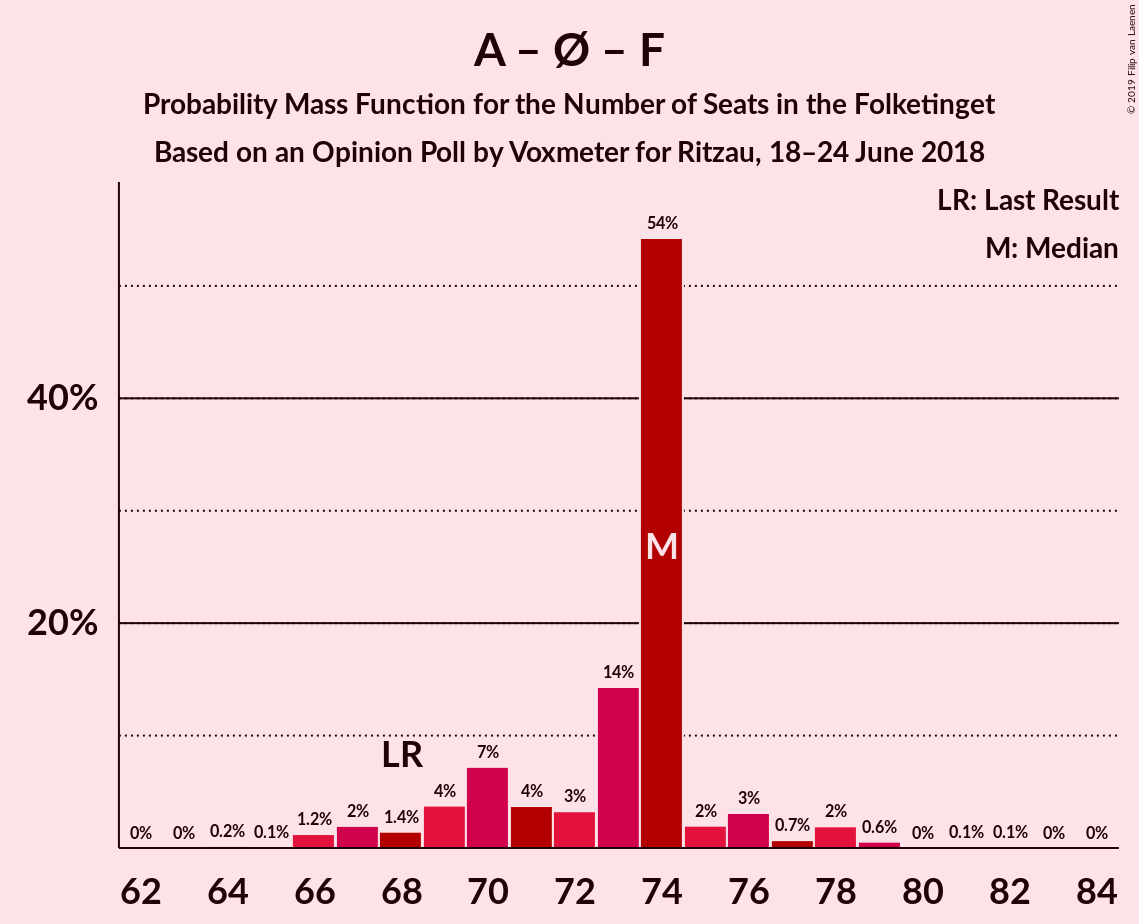 A – Ø – F
Probability Mass Function for the Number of Seats in the Folketinget
Based on an Opinion Poll by Voxmeter for Ritzau, 18–24 June 2018
© 2019 Filip van Laenen
LR: Last Result
M: Median
40%
20%
0% 0% 0.2% 0.1% 1.2% 2% 1.4% 4% 7% 4% 3% 14% 54% 2% 3% 0.7% 2% 0.6% 0% 0.1% 0.1% 0% 0%
LR
M
62 64 66 68 70 72 74 76 78 80 82 84